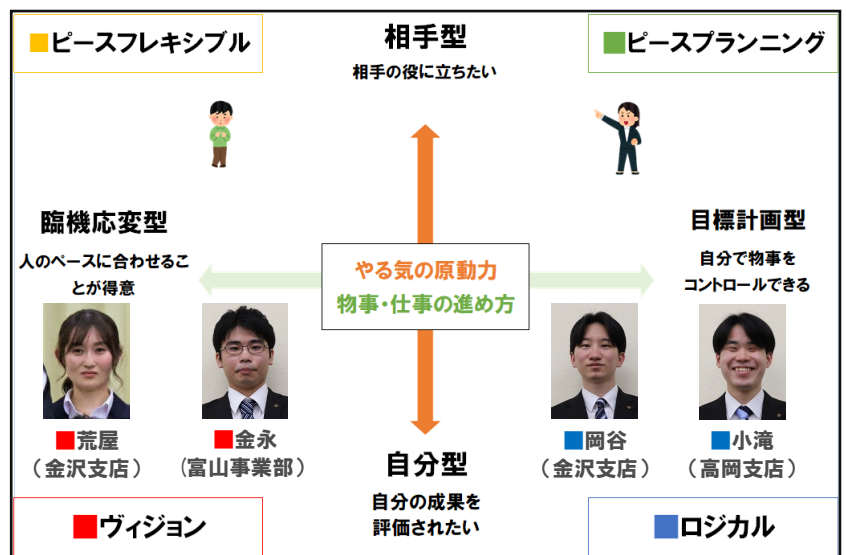 ■ピースフレキシブル
相手型
相手の役に立ちたい
■ピースプランニング
臨機応変型
人のペースに合わせるこ
とが得意
目標計画型
自分で物事を
コントロールできる
やる気の原動力
物事・仕事の進め方
■荒屋
(金沢支店)
■金永
(富山事業部)
■岡谷
(金沢支店)
■小滝
(高岡支店)
自分型
自分の成果を
評価されたい
■ヴィジョン
■ロジカル